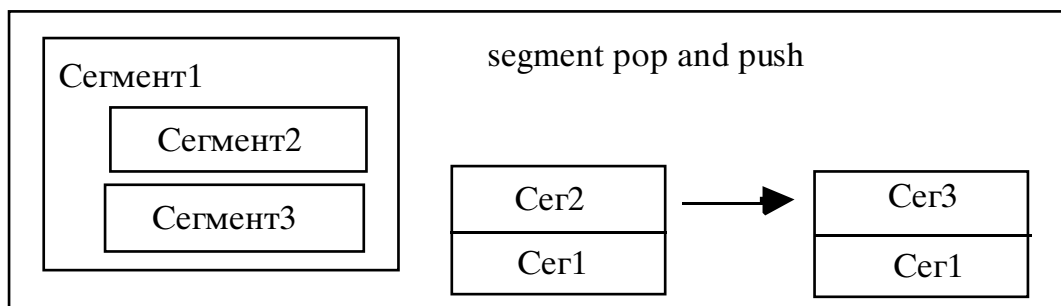 segment pop and push
Сегмент1
Сегмент2
Сегмент3
Сег2
Сег1
Сег3
Сег1